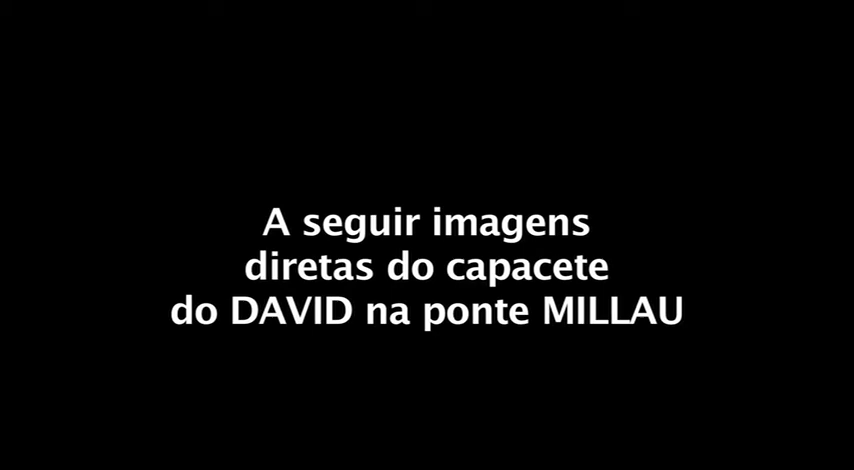 A seguir imagens
diretas do capacete
do DAVID na ponte MILLAU